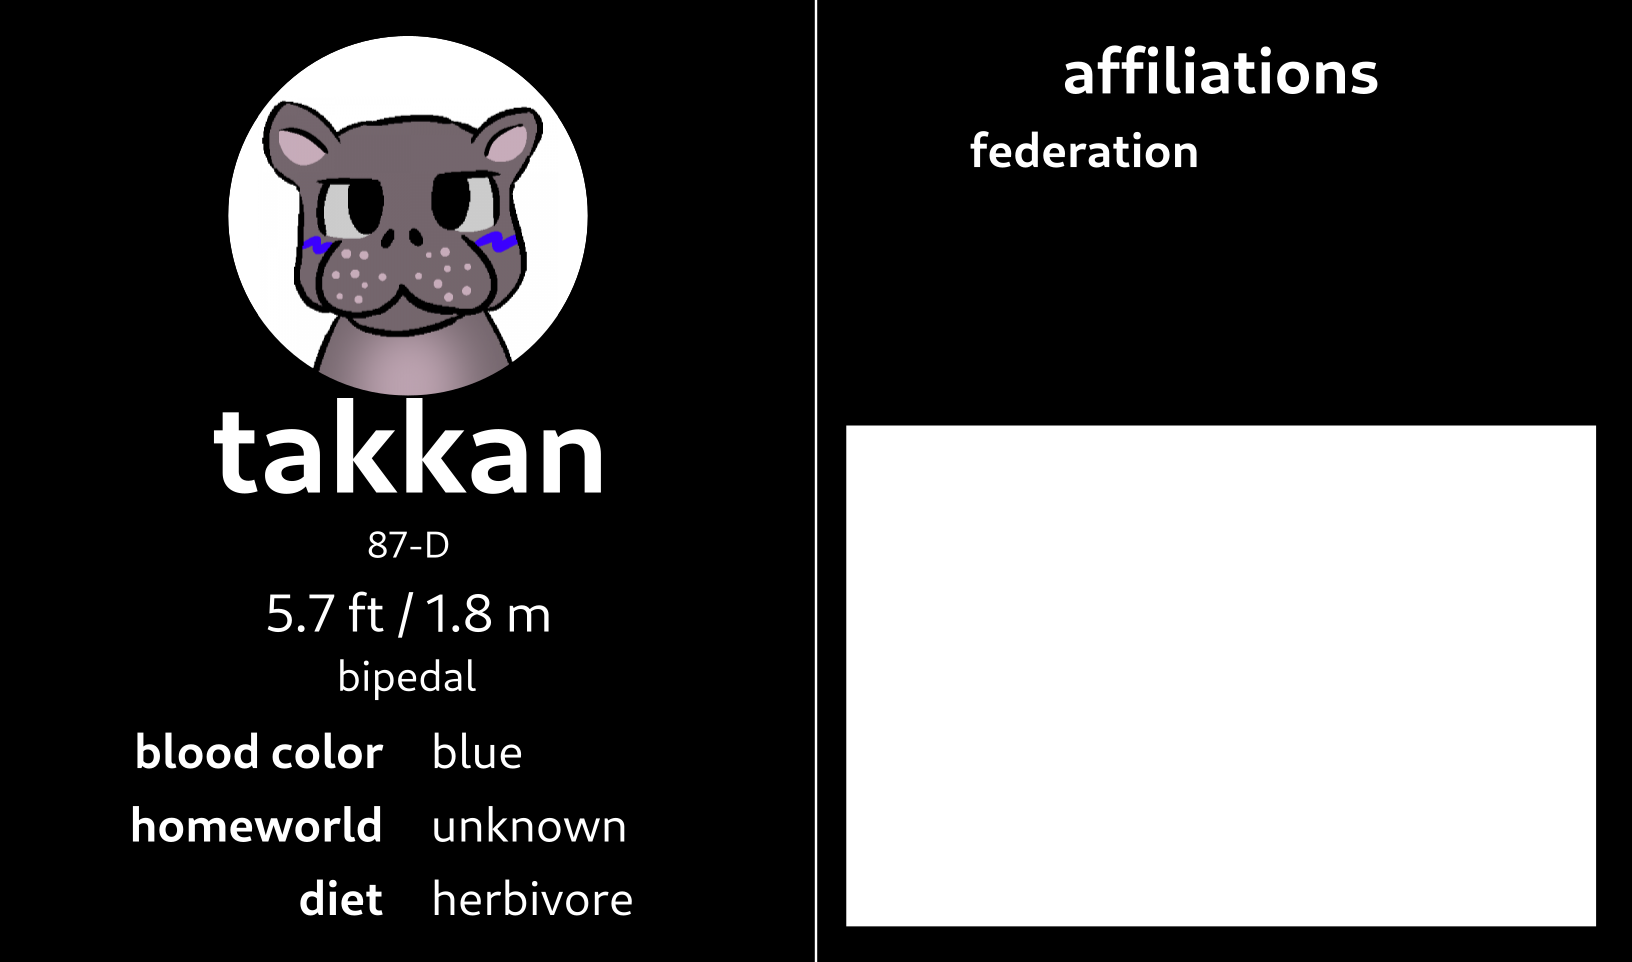 takkan
87-D
5.7 ft / 1.8 m
bipedal
blood color blue
homeworld unknown
diet herbivore
affiliations
federation